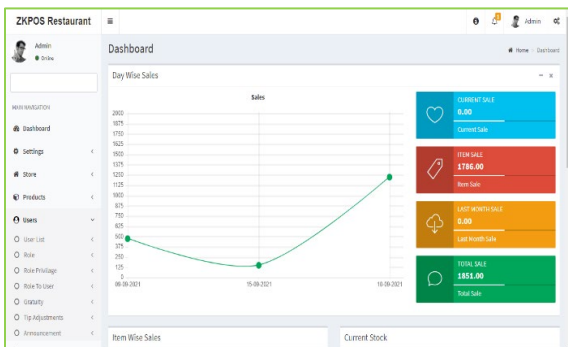 ZKPOS Restaurant
Admin
Admin
Online
Dashboard
Home > Dashboard
MAIN NAVIGATION
Dashboard
Settings
Store
Products
Users
User List
Role
Role Privilage
Role To User
Gratuity
Tip Adjustments
Announcement
Day Wise Sales
Sales
2000
1875
1750
1625
1500
1375
1250
1125
1000
875
750
625
500
375
250
125
0
08-09-2021
15-09-2021
10-09-2021
CURRENT SALE
0.00
Current Sale
ITEM SALE
1786.00
Item Sale
LAST MONTH SALE
0.00
Last Month Sale
TOTAL SALE
1851.00
Total Sale
Item Wise Sales
Current Stock